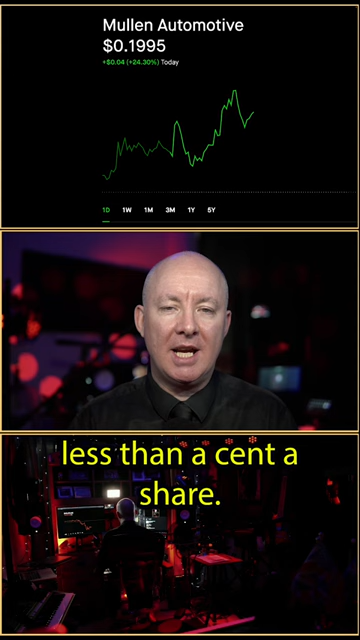 Mullen Automotive
$0.1995
+$0.04 (+24.30%) Today
1D 1W 1M 3M 1Y 5Y
less than a cent a
share.